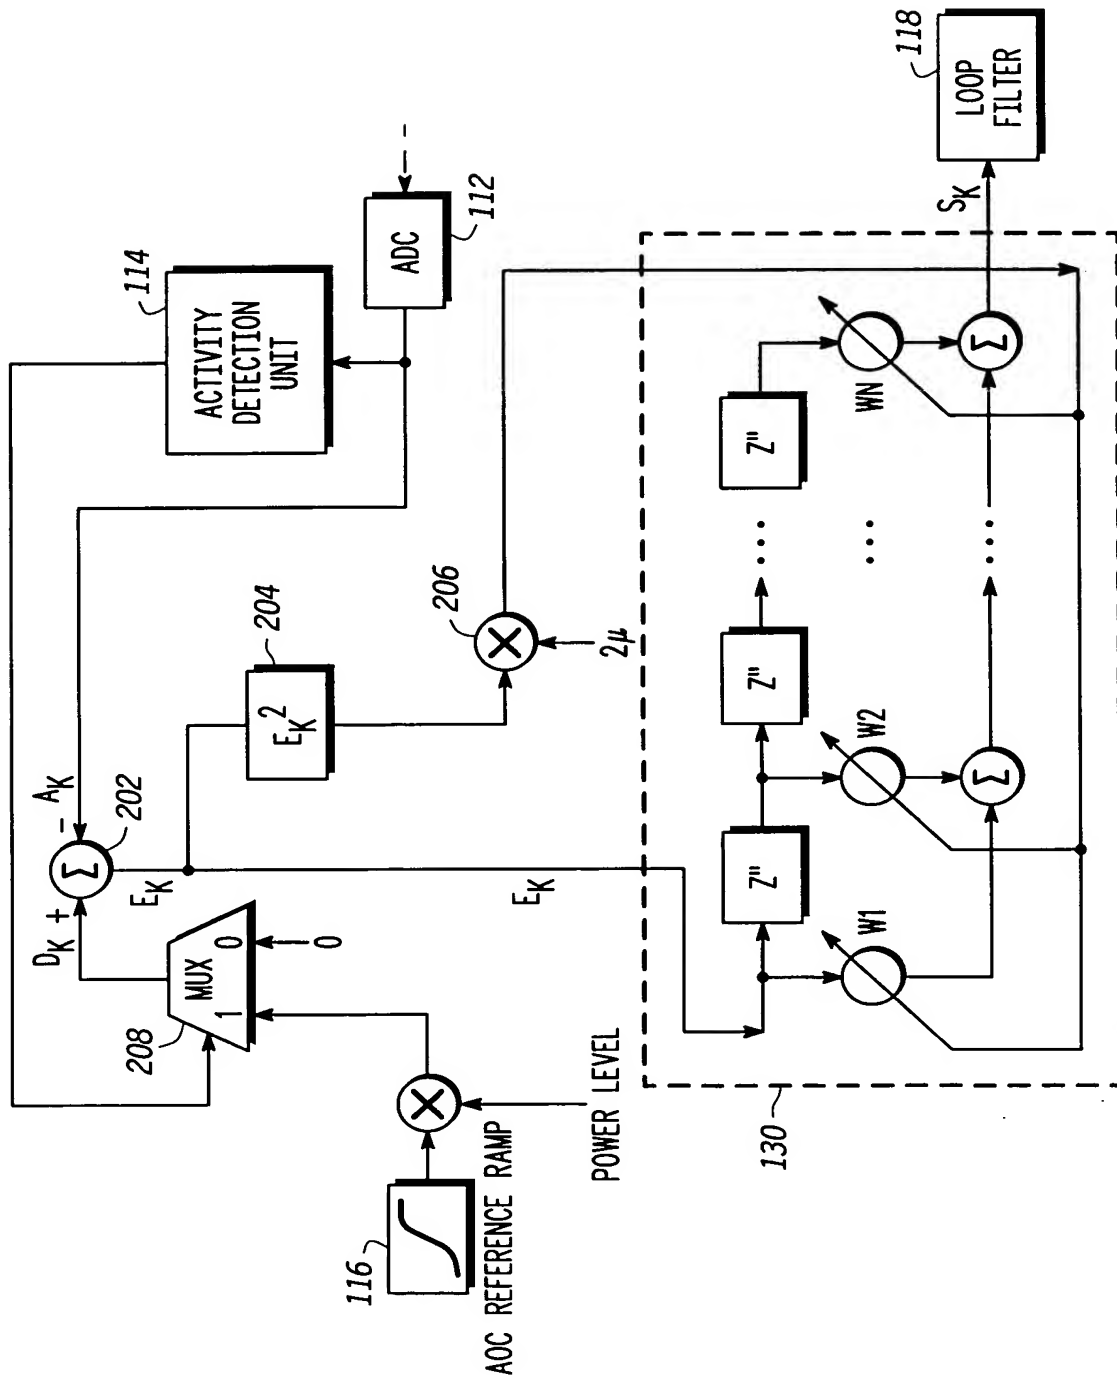 114
ACTIVITY
DETECTION
UNIT
ADC
112
118
LOOP
FILTER
S_K
- A_K
202
Σ
D_K +
E_K
MUX
1
0
0
208
204
E_K^2
206
X
2μ
E_K
X
POWER LEVEL
116
AOC REFERENCE RAMP
130
Z"
Z"
...
Z"
W1
W2
...
WN
Σ
...
Σ